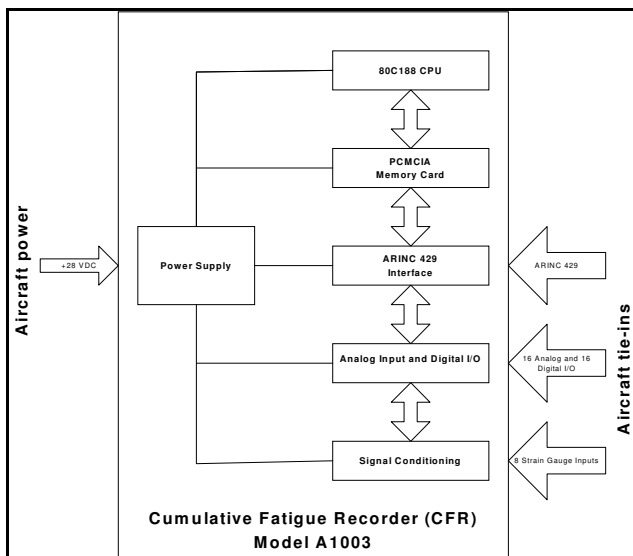 80C188 CPU
PCMCIA
Memory Card
Aircraft power
+28 VDC
Power Supply
ARINC 429
Interface
ARINC 429
Analog Input and Digital I/O
16 Analog and 16
Digital I/O
Aircraft tie-ins
Signal Conditioning
8 Strain Gauge Inputs
Cumulative Fatigue Recorder (CFR)
Model A1003